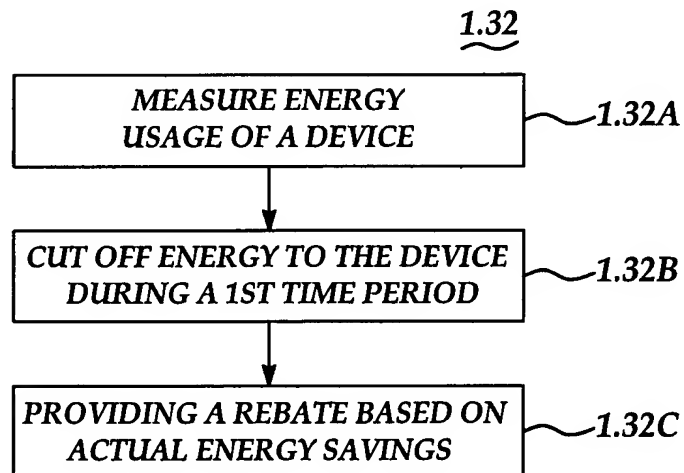 1.32
MEASURE ENERGY
USAGE OF A DEVICE
1.32A
CUT OFF ENERGY TO THE DEVICE
DURING A 1ST TIME PERIOD
1.32B
PROVIDING A REBATE BASED ON
ACTUAL ENERGY SAVINGS
1.32C